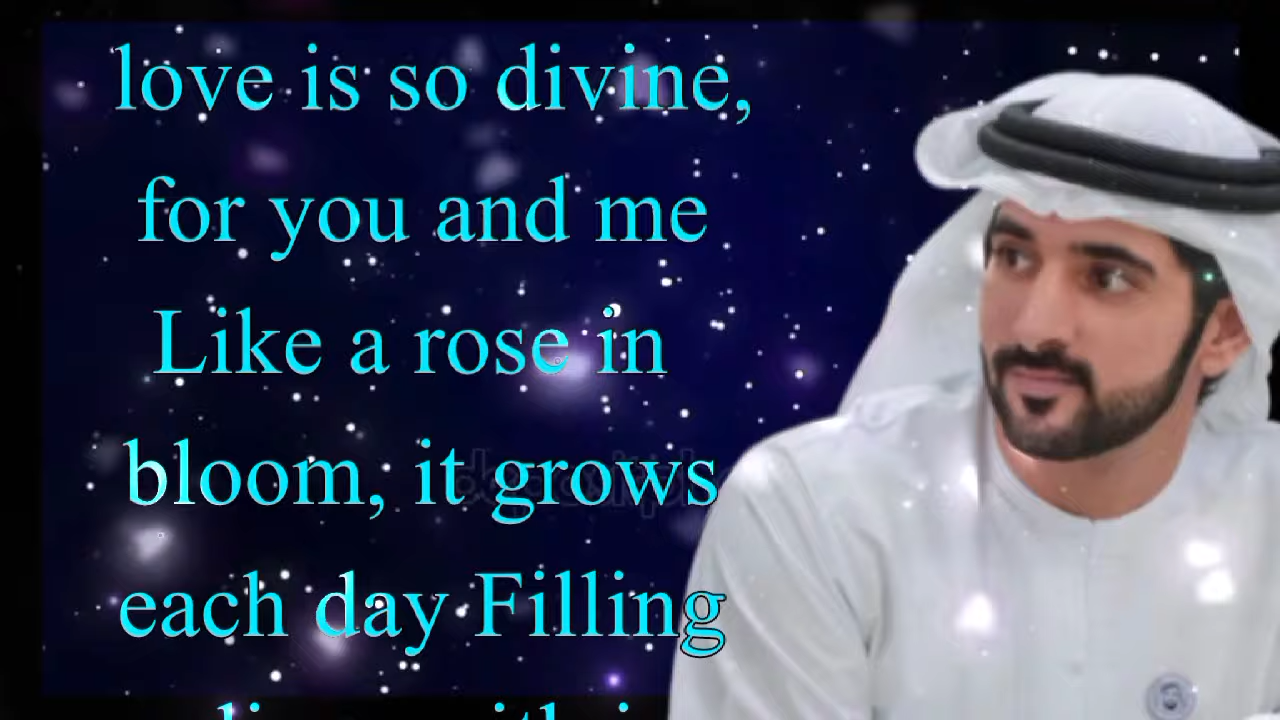 love is so divine,
for you and me
Like a rose in
bloom, it grows
each day Filling